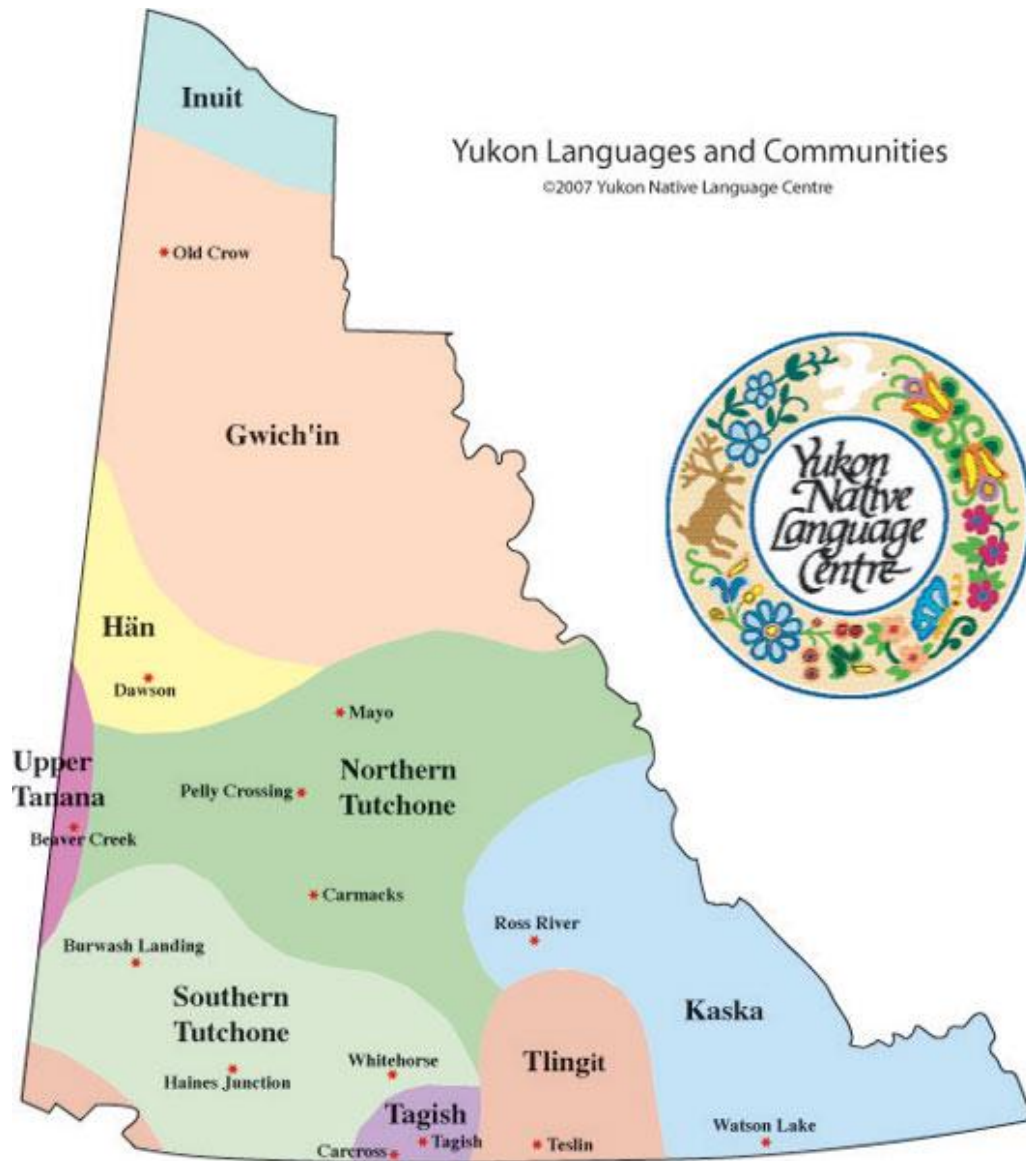 Inuit
Yukon Languages and Communities
©2007 Yukon Native Language Centre
Old Crow
Gwich'in
Yukon
Native
Language
Centre
Hän
Dawson
Mayo
Upper
Tanana
Northern
Tutchone
Pelly Crossing
Beaver Creek
Carmacks
Ross River
Burwash Landing
Southern
Tutchone
Kaska
Whitehorse
Tlingit
Haines Junction
Tagish
Tagish
Carcross
Teslin
Watson Lake